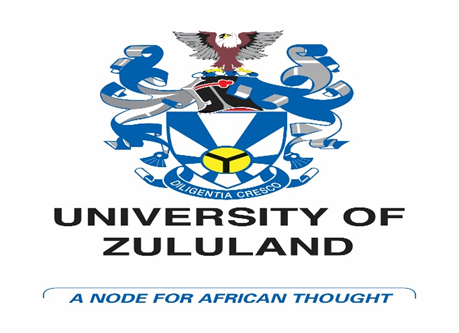 DILIGENTIA CRESCO
UNIVERSITY OF
ZULULAND
A NODE FOR AFRICAN THOUGHT